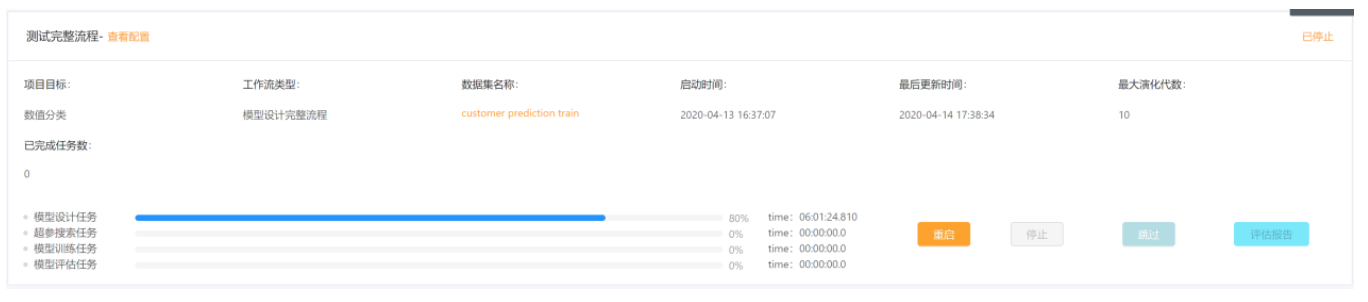 测试完整流程- 查看配置 已停止
项目目标: 工作流类型: 数据集名称: 启动时间: 最后更新时间: 最大演化代数:
数值分类 模型设计完整流程 customer prediction train 2020-04-13 16:37:07 2020-04-14 17:38:34 10
已完成任务数:
0
模型设计任务 80% time: 06:01:24.810
超参搜索任务 0% time: 00:00:00.0 重启 停止 跳过 评估报告
模型训练任务 0% time: 00:00:00.0
模型评估任务 0% time: 00:00:00.0